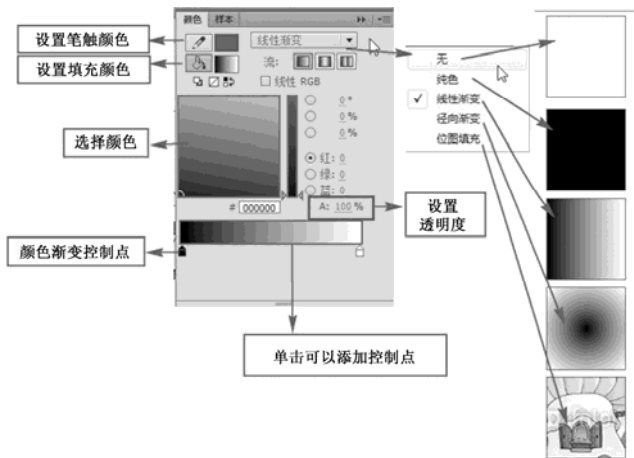 颜色
样本
设置笔触颜色
线性渐变
设置填充颜色
流:
线性 RGB
无
纯色
线性渐变
径向渐变
位图填充
0 °
0 %
0 %
选择颜色
红: 0
绿: 0
蓝: 0
# 000000
A: 100 %
设置
透明度
颜色渐变控制点
单击可以添加控制点